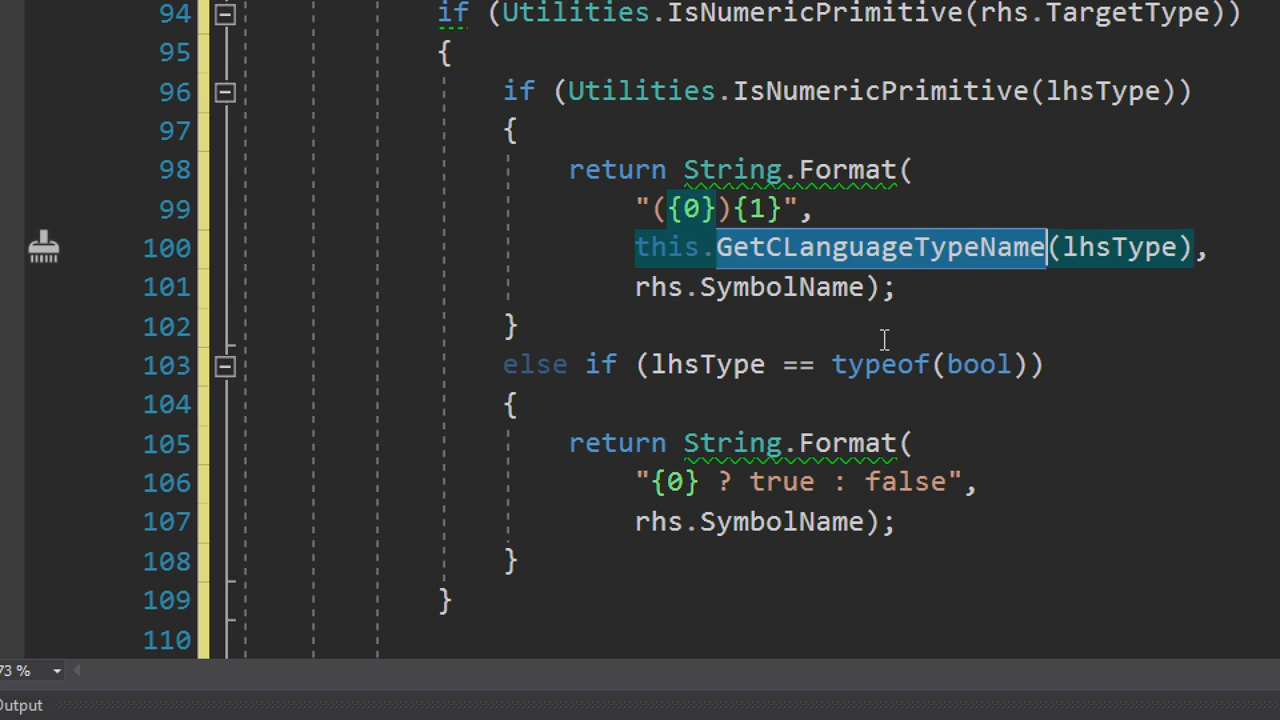 94 if (Utilities.IsNumericPrimitive(rhs.TargetType))
95 {
96 if (Utilities.IsNumericPrimitive(lhsType))
97 {
98 return String.Format(
99 "({0}){1}",
100 this.GetCLanguageTypeName(lhsType),
101 rhs.SymbolName);
102 }
103 else if (lhsType == typeof(bool))
104 {
105 return String.Format(
106 "{0} ? true : false",
107 rhs.SymbolName);
108 }
109 }
110
73 %
Output